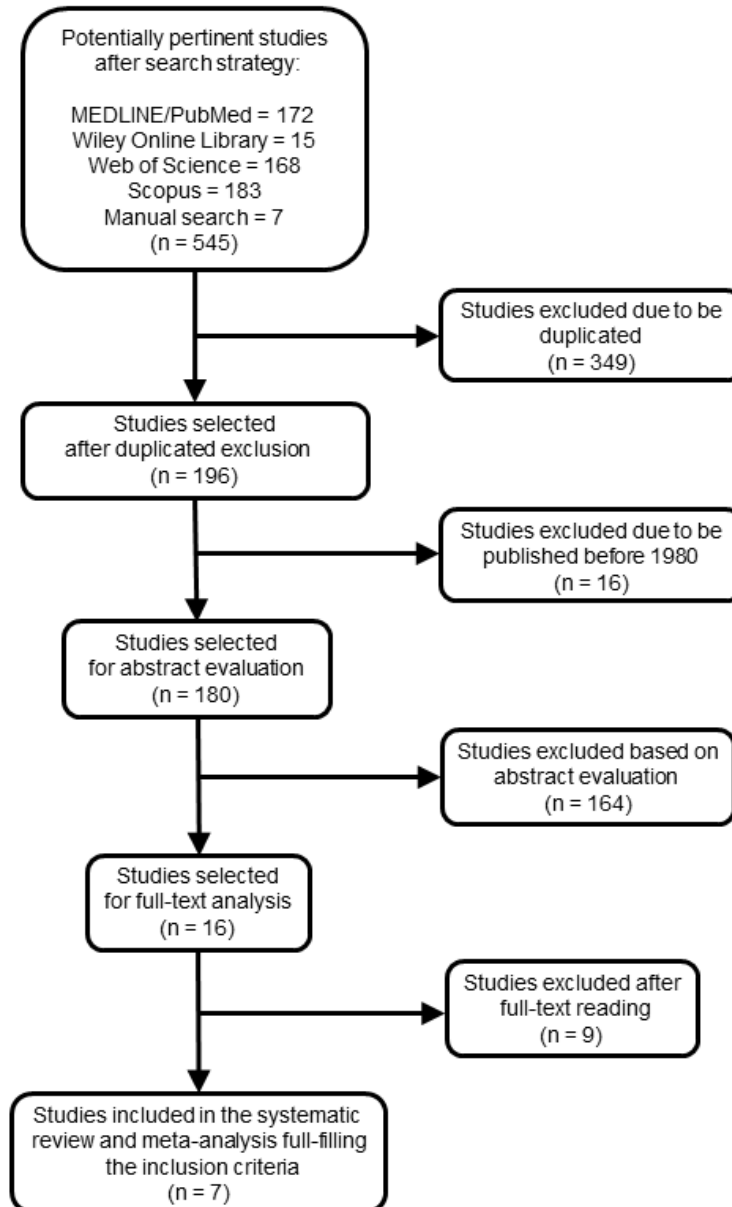 Potentially pertinent studies
after search strategy:
MEDLINE/PubMed = 172
Wiley Online Library = 15
Web of Science = 168
Scopus = 183
Manual search = 7
(n = 545)
Studies excluded due to be
duplicated
(n = 349)
Studies selected
after duplicated exclusion
(n = 196)
Studies excluded due to be
published before 1980
(n = 16)
Studies selected
for abstract evaluation
(n = 180)
Studies excluded based on
abstract evaluation
(n = 164)
Studies selected
for full-text analysis
(n = 16)
Studies excluded after
full-text reading
(n = 9)
Studies included in the systematic
review and meta-analysis full-filling
the inclusion criteria
(n = 7)